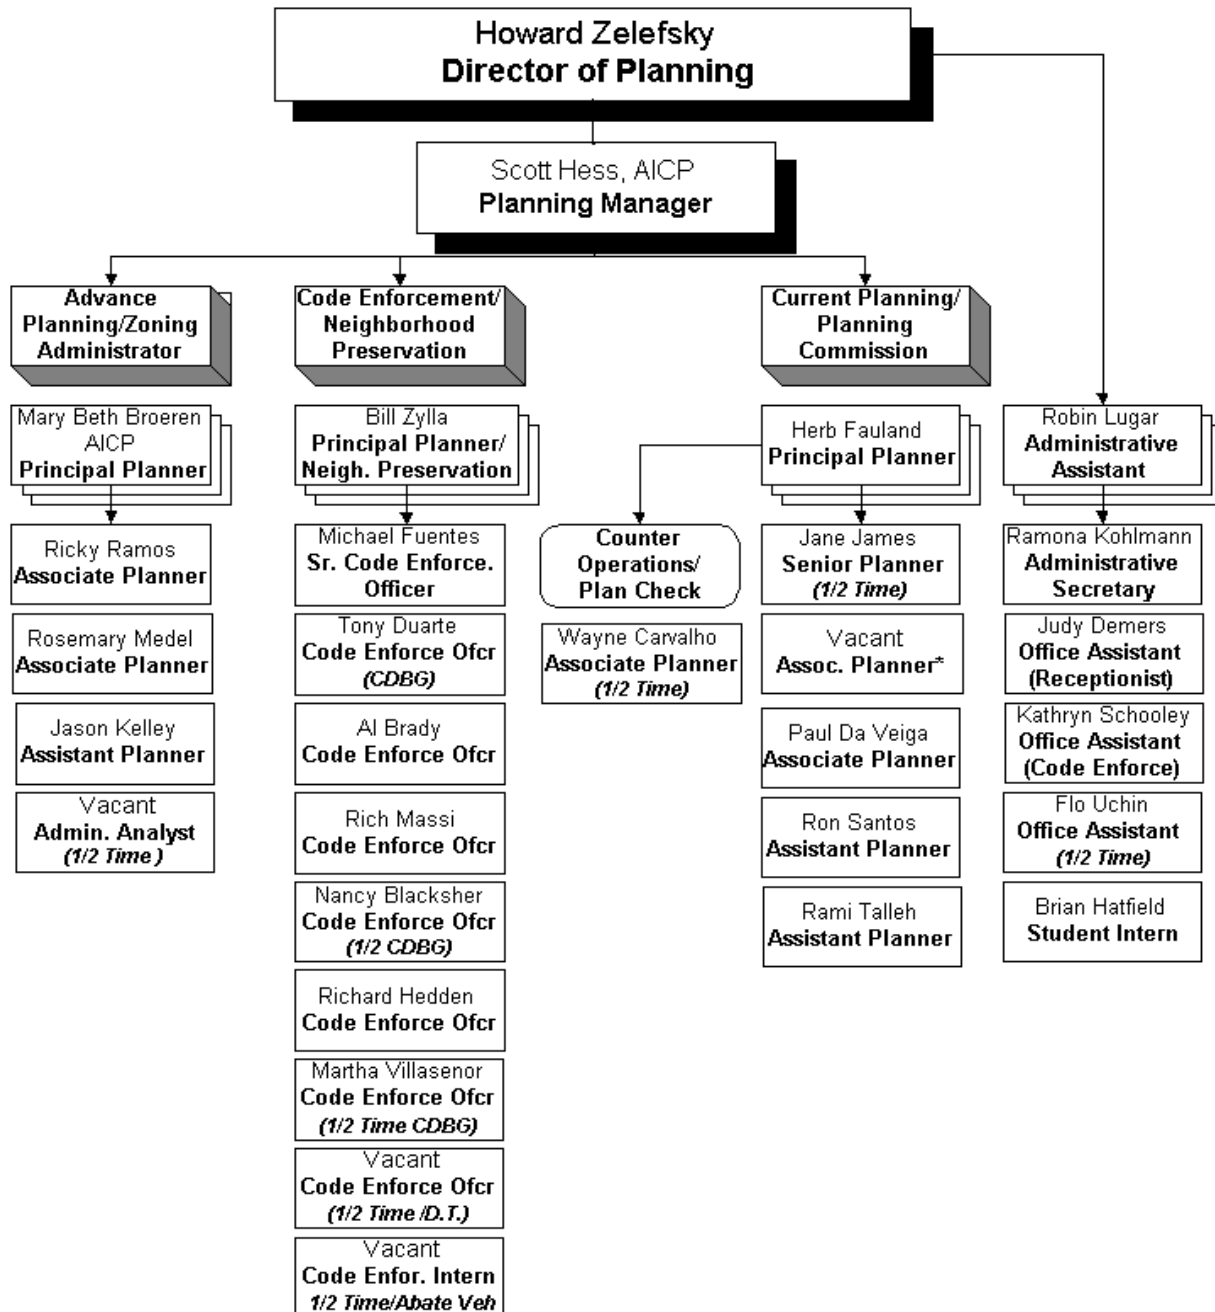 Howard Zelefsky
Director of Planning
Scott Hess, AICP
Planning Manager
Advance
Planning/Zoning
Administrator
Mary Beth Broeren
AICP
Principal Planner
Ricky Ramos
Associate Planner
Rosemary Medel
Associate Planner
Jason Kelley
Assistant Planner
Vacant
Admin. Analyst
(1/2 Time )
Code Enforcement/
Neighborhood
Preservation
Bill Zylla
Principal Planner/
Neigh. Preservation
Michael Fuentes
Sr. Code Enforce.
Officer
Tony Duarte
Code Enforce Ofcr
(CDBG)
Al Brady
Code Enforce Ofcr
Rich Massi
Code Enforce Ofcr
Nancy Blacksher
Code Enforce Ofcr
(1/2 CDBG)
Richard Hedden
Code Enforce Ofcr
Martha Villasenor
Code Enforce Ofcr
(1/2 Time CDBG)
Vacant
Code Enforce Ofcr
(1/2 Time /D.T.)
Vacant
Code Enfor. Intern
1/2 Time/Abate Veh
Current Planning/
Planning
Commission
Herb Fauland
Principal Planner
Counter
Operations/
Plan Check
Wayne Carvalho
Associate Planner
(1/2 Time)
Jane James
Senior Planner
(1/2 Time)
Vacant
Assoc. Planner*
Paul Da Veiga
Associate Planner
Ron Santos
Assistant Planner
Rami Talleh
Assistant Planner
Robin Lugar
Administrative
Assistant
Ramona Kohlmann
Administrative
Secretary
Judy Demers
Office Assistant
(Receptionist)
Kathryn Schooley
Office Assistant
(Code Enforce)
Flo Uchin
Office Assistant
(1/2 Time)
Brian Hatfield
Student Intern